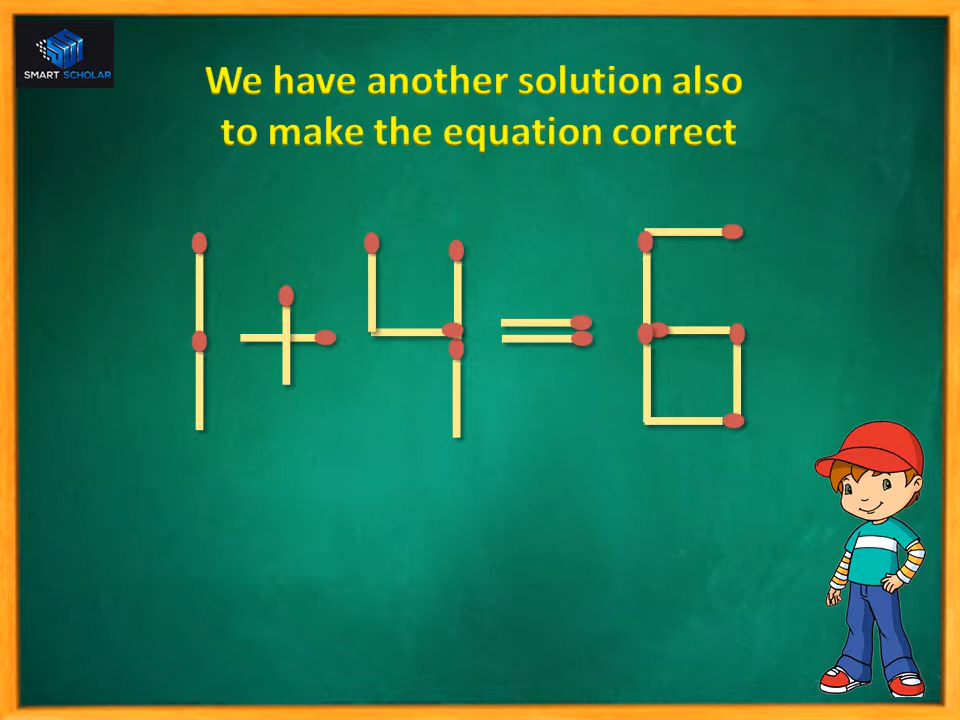 SMART SCHOLAR
We have another solution also
to make the equation correct
1+4=6